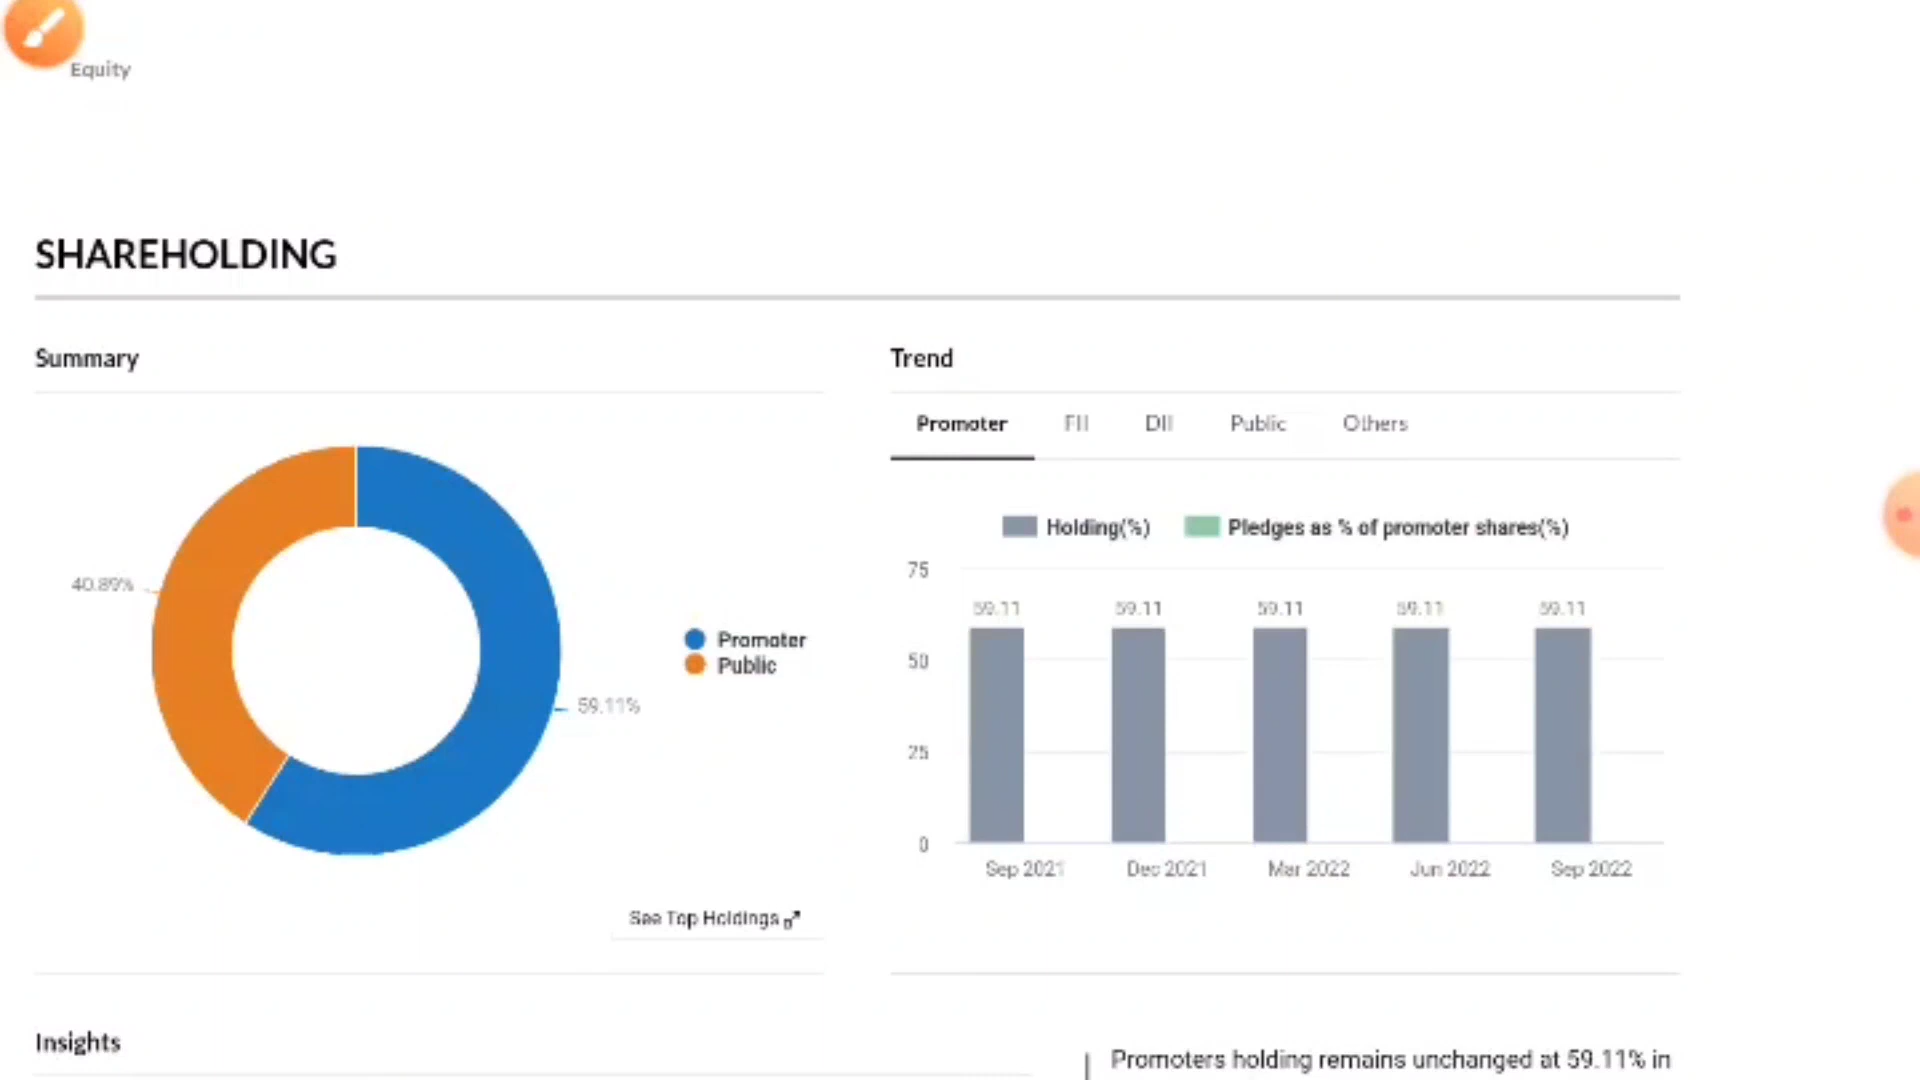 Equity
SHAREHOLDING
Summary
40.89%
59.11%
Promoter
Public
See Top Holdings
Trend
Promoter FII DII Public Others
Holding(%) Pledges as % of promoter shares(%)
75
59.11 59.11 59.11 59.11 59.11
50
25
0
Sep 2021 Dec 2021 Mar 2022 Jun 2022 Sep 2022
Insights
Promoters holding remains unchanged at 59.11% in